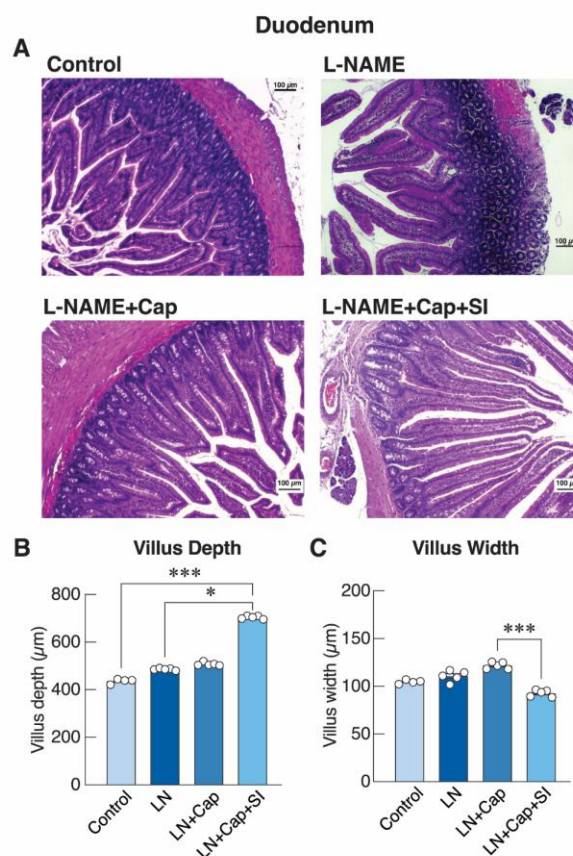 Duodenum
A
Control
L-NAME
100 µm
100 µm
L-NAME+Cap
L-NAME+Cap+SI
100 µm
100 µm
B
Villus Depth
C
Villus Width
***
*
***
Villus depth (µm)
800
600
400
200
0
Control
LN
LN+Cap
LN+Cap+SI
Villus width (µm)
200
150
100
50
0
Control
LN
LN+Cap
LN+Cap+SI